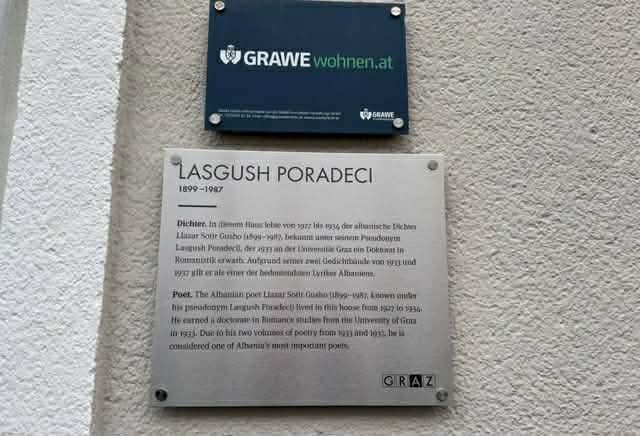 GRAWE wohnen.at
GRAWE
LASGUSH PORADECI
1899–1987
Dichter. In diesem Haus lebte von 1927 bis 1934 der albanische Dichter
Llazar Sotir Gusho (1899–1987, bekannt unter seinem Pseudonym
Lasgush Poradeci), der 1933 an der Universität Graz ein Doktorat in
Romanistik erwarb. Aufgrund seiner zwei Gedichtbände von 1933 und
1937 gilt er als einer der bedeutendsten Lyriker Albaniens.
Poet. The Albanian poet Llazar Sotir Gusho (1899–1987, known under
his pseudonym Lasgush Poradeci) lived in this house from 1927 to 1934.
He earned a doctorate in Romance studies from the University of Graz
in 1933. Due to his two volumes of poetry from 1933 and 1937, he is
considered one of Albania's most important poets.
GRAZ